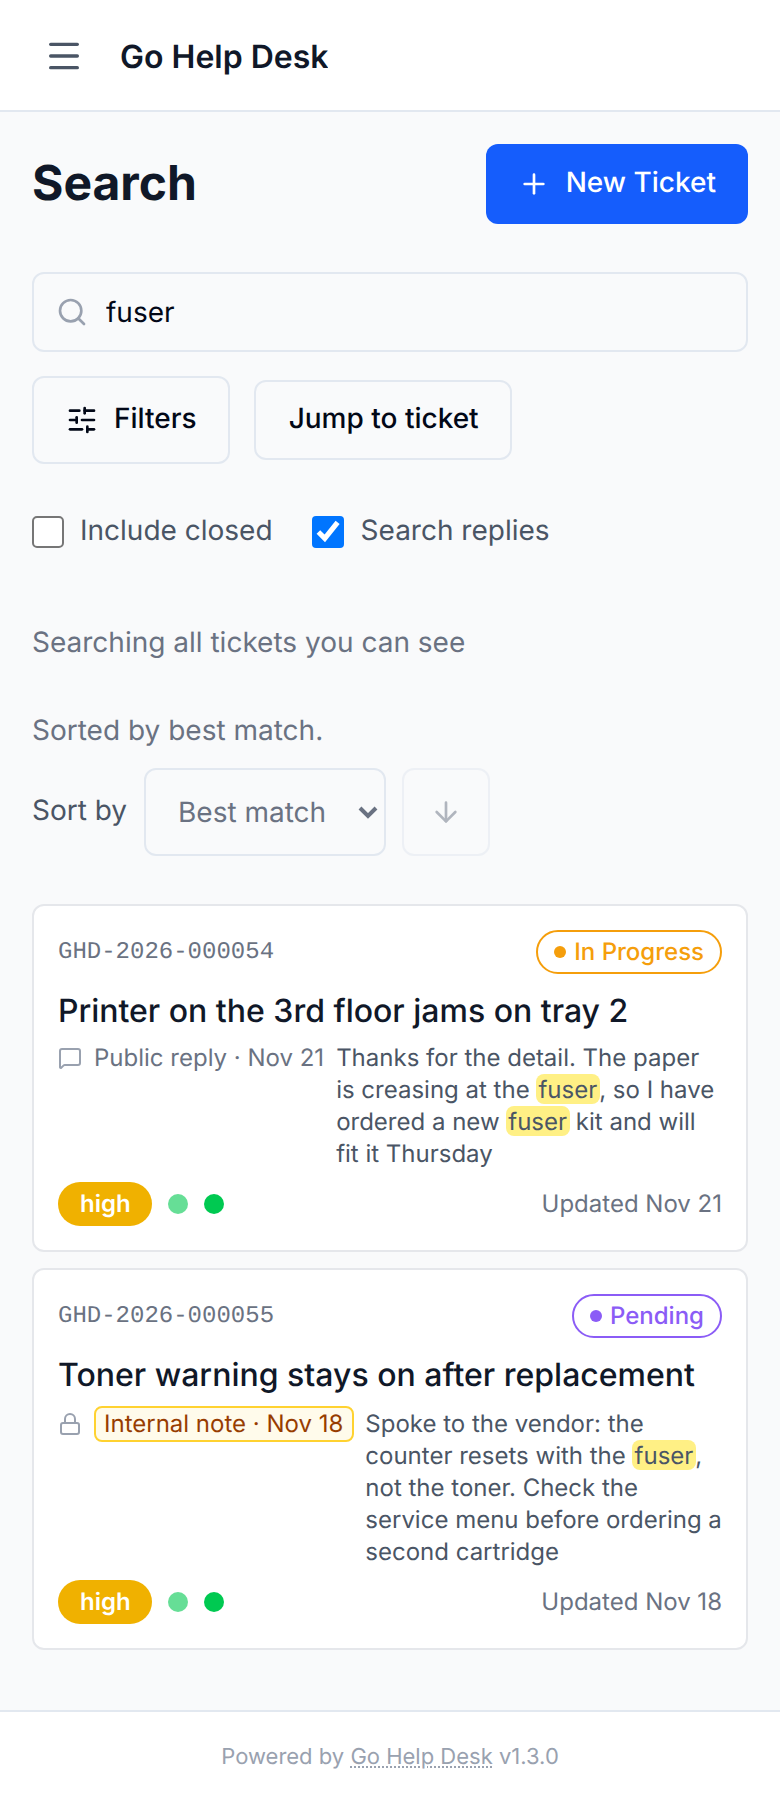 Go Help Desk
Search
New Ticket
fuser
Filters
Jump to ticket
Include closed
Search replies
Searching all tickets you can see
Sorted by best match.
Sort by
Best match
GHD-2026-000054
In Progress
Printer on the 3rd floor jams on tray 2
Public reply · Nov 21
Thanks for the detail. The paper
is creasing at the fuser, so I have
ordered a new fuser kit and will
fit it Thursday
high
Updated Nov 21
GHD-2026-000055
Pending
Toner warning stays on after replacement
Internal note · Nov 18
Spoke to the vendor: the
counter resets with the fuser,
not the toner. Check the
service menu before ordering a
second cartridge
high
Updated Nov 18
Powered by Go Help Desk v1.3.0